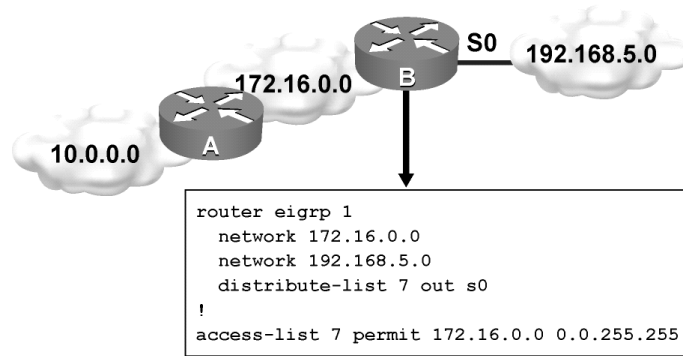 S0
192.168.5.0
B
172.16.0.0
A
10.0.0.0
router eigrp 1
network 172.16.0.0
network 192.168.5.0
distribute-list 7 out s0
!
access-list 7 permit 172.16.0.0 0.0.255.255